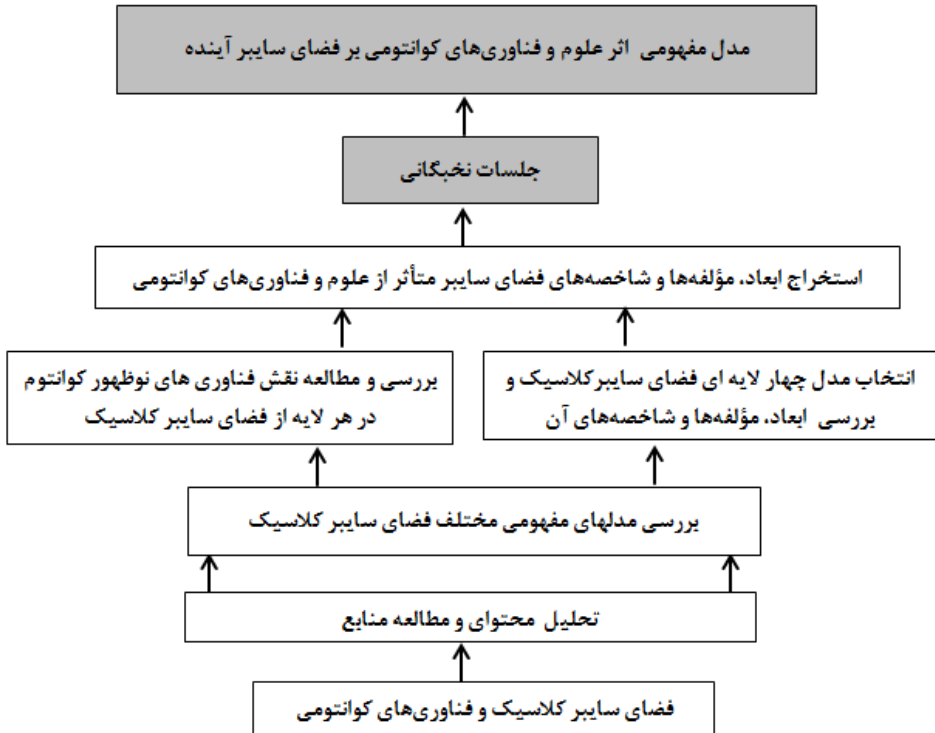 مدل مفهومی اثر علوم و فناوری‌های کوانتومی بر فضای سایبر آینده
جلسات نخبگانی
استخراج ابعاد، مؤلفه‌ها و شاخصه‌های فضای سایبر متأثر از علوم و فناوری‌های کوانتومی
انتخاب مدل چهار لایه ای فضای سایبرکلاسیک و
بررسی ابعاد، مؤلفه‌ها و شاخصه‌های آن
بررسی و مطالعه نقش فناوری های نوظهور کوانتوم
در هر لایه از فضای سایبر کلاسیک
بررسی مدلهای مفهومی مختلف فضای سایبر کلاسیک
تحلیل محتوای و مطالعه منابع
فضای سایبر کلاسیک و فناوری‌های کوانتومی